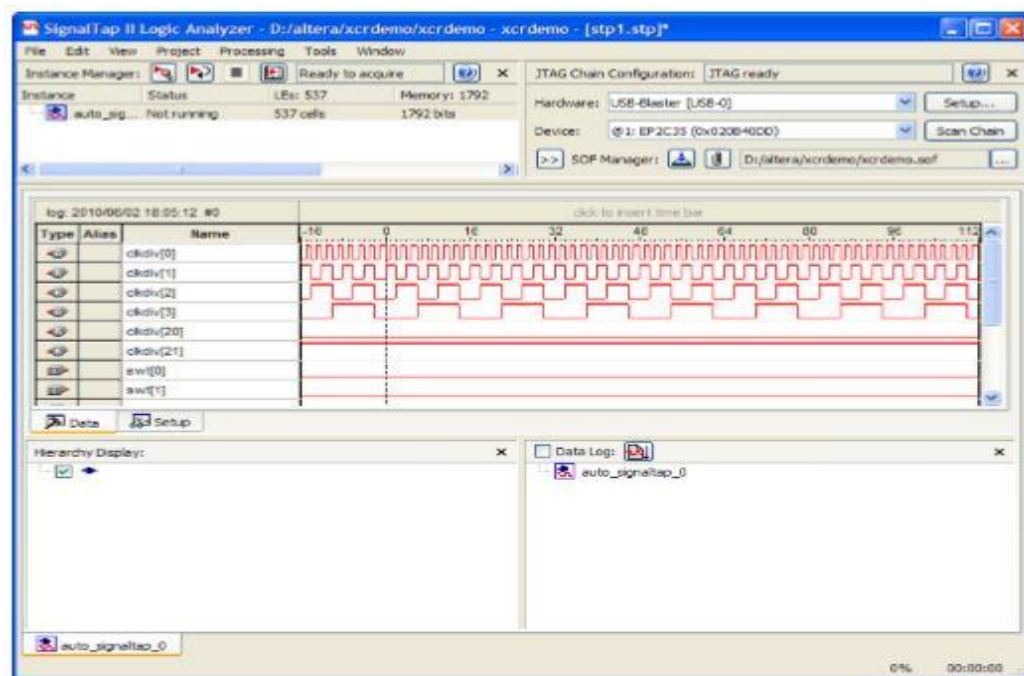 SignalTap II Logic Analyzer - D:/altera/xcrdemo/xcrdemo - xcrdemo - [stp1.stp]*
File Edit View Project Processing Tools Window
Instance Manager: Ready to acquire
JTAG Chain Configuration: JTAG ready
Instance Status LEs: 537 Memory: 1792
auto_sig... Not running 537 cells 1792 bits
Hardware: USB-Blaster [USB-0] Setup...
Device: @1: EP2C35 (0x020B40DD) Scan Chain
>> SOF Manager: D:/altera/xcrdemo/xcrdemo.sof ...
log: 2010/06/02 18:05:12 #0 click to insert time bar
Type Alias Name -16 0 16 32 48 64 80 96 112
clkdiv[0]
clkdiv[1]
clkdiv[2]
clkdiv[3]
clkdiv[20]
clkdiv[21]
swt[0]
swt[1]
Data Setup
Hierarchy Display:
Data Log:
auto_signaltap_0
auto_signaltap_0
0% 00:00:00